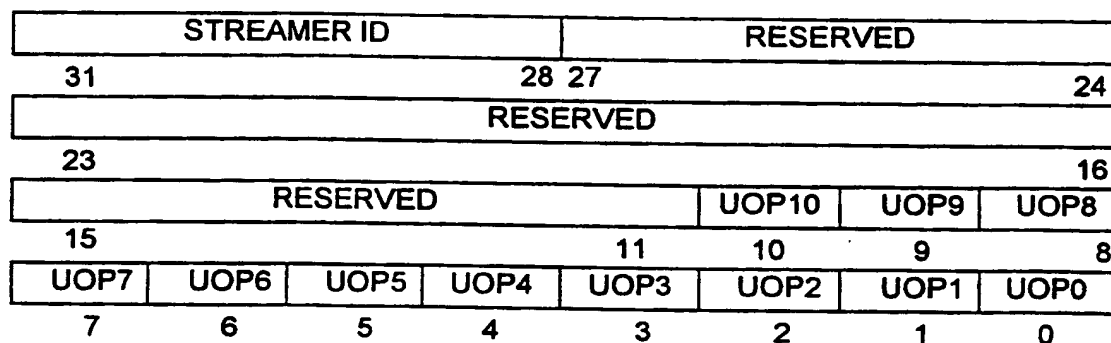 STREAMER ID RESERVED
31 28 27 24
RESERVED
23 16
RESERVED UOP10 UOP9 UOP8
15 11 10 9 8
UOP7 UOP6 UOP5 UOP4 UOP3 UOP2 UOP1 UOP0
7 6 5 4 3 2 1 0